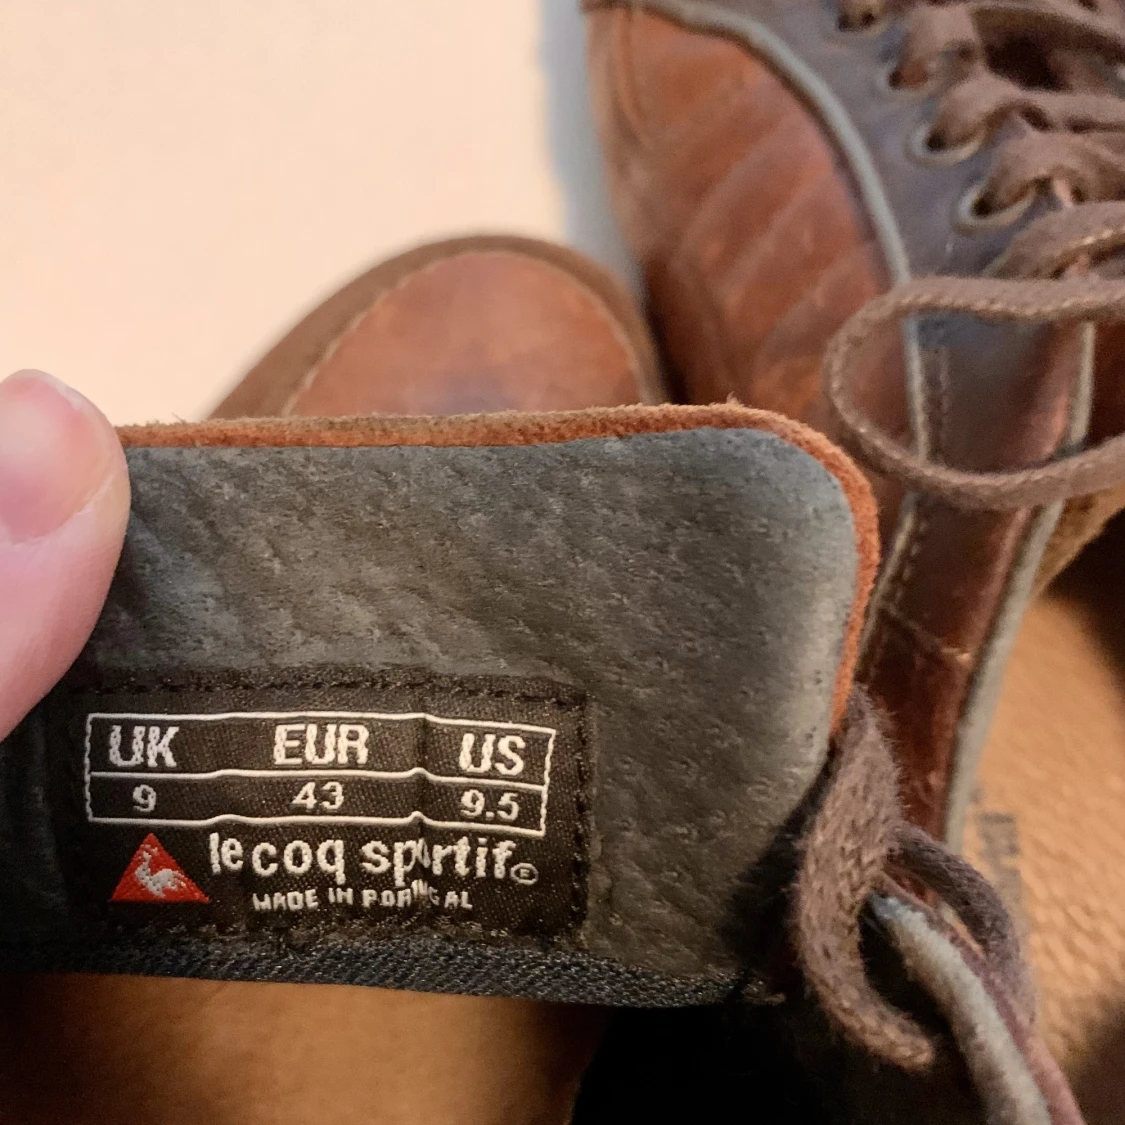 UK EUR US
9 43 9.5
le coq sportif®
MADE IN PORTUGAL